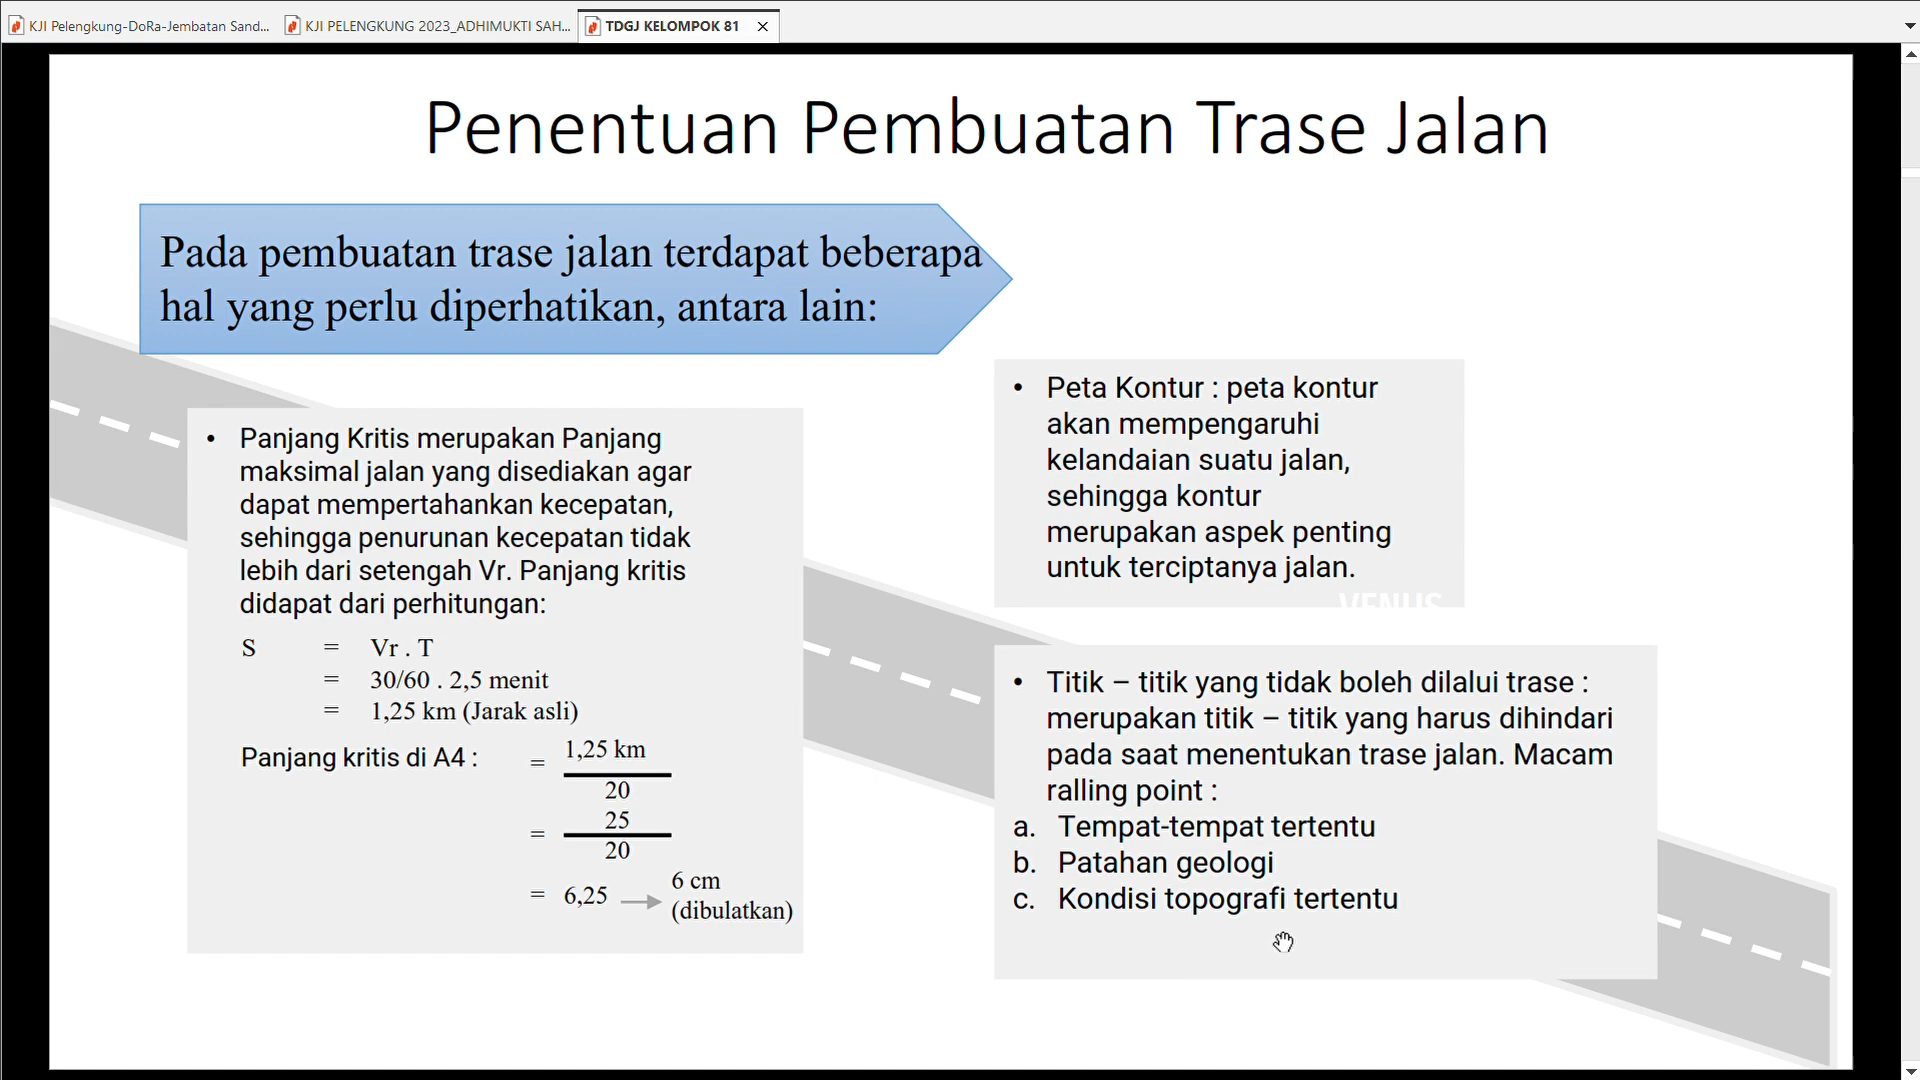 KJI Pelengkung-DoRa-Jembatan Sand...
KJI PELENGKUNG 2023_ADHIMUKTI SAH...
TDGJ KELOMPOK 81
Penentuan Pembuatan Trase Jalan
Pada pembuatan trase jalan terdapat beberapa
hal yang perlu diperhatikan, antara lain:
• Panjang Kritis merupakan Panjang
maksimal jalan yang disediakan agar
dapat mempertahankan kecepatan,
sehingga penurunan kecepatan tidak
lebih dari setengah Vr. Panjang kritis
didapat dari perhitungan:
S = Vr . T
= 30/60 . 2,5 menit
= 1,25 km (Jarak asli)
Panjang kritis di A4 : = 1,25 km
20
= 25
20
= 6,25 → 6 cm
(dibulatkan)
• Peta Kontur : peta kontur
akan mempengaruhi
kelandaian suatu jalan,
sehingga kontur
merupakan aspek penting
untuk terciptanya jalan.
VENUS
• Titik – titik yang tidak boleh dilalui trase :
merupakan titik – titik yang harus dihindari
pada saat menentukan trase jalan. Macam
ralling point :
a. Tempat-tempat tertentu
b. Patahan geologi
c. Kondisi topografi tertentu